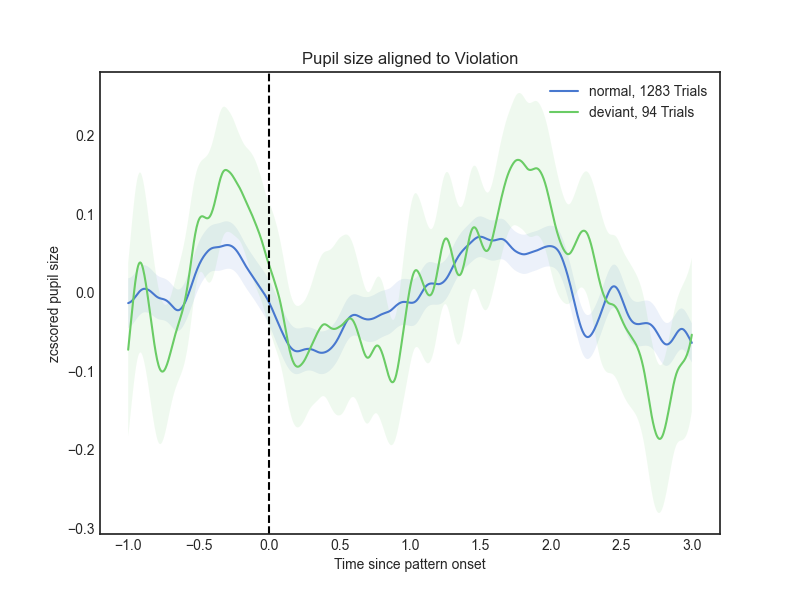 Pupil size aligned to Violation
normal, 1283 Trials
deviant, 94 Trials
zcscored pupil size
0.2
0.1
0.0
−0.1
−0.2
−0.3
−1.0 −0.5 0.0 0.5 1.0 1.5 2.0 2.5 3.0
Time since pattern onset